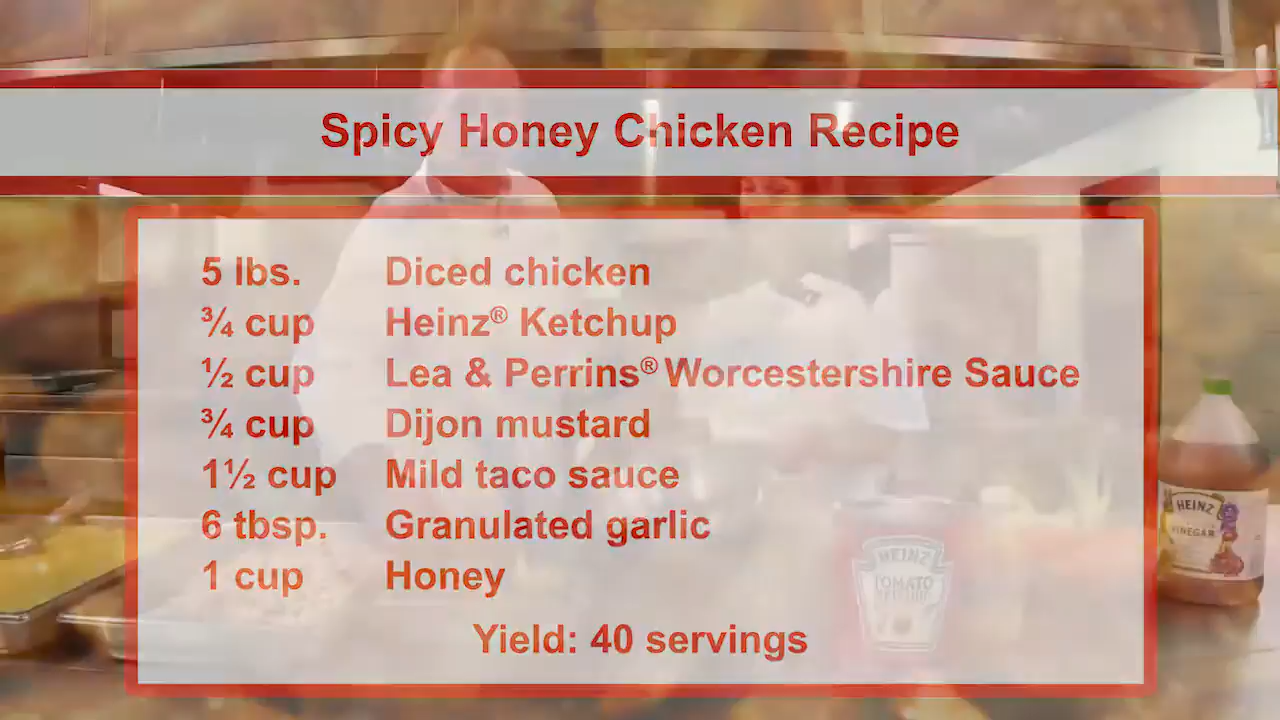 Spicy Honey Chicken Recipe
5 lbs. Diced chicken
¾ cup Heinz® Ketchup
½ cup Lea & Perrins® Worcestershire Sauce
¾ cup Dijon mustard
1½ cup Mild taco sauce
6 tbsp. Granulated garlic
1 cup Honey
Yield: 40 servings
HEINZ
VINEGAR
HEINZ
TOMATO
KETCHUP